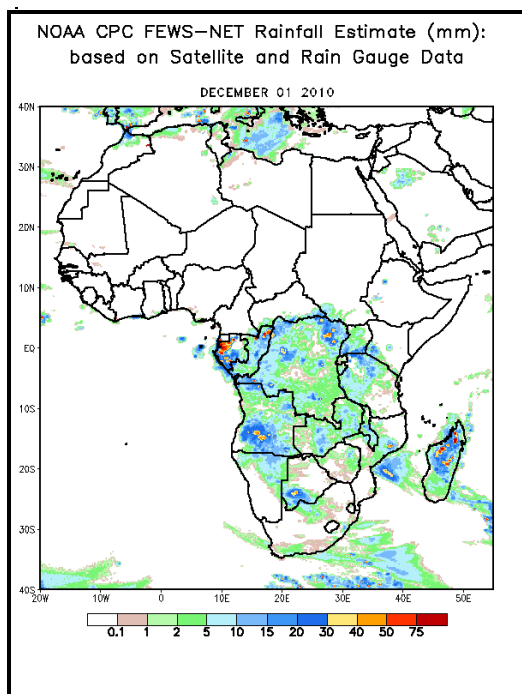 NOAA CPC FEWS-NET Rainfall Estimate (mm):
based on Satellite and Rain Gauge Data
DECEMBER 01 2010
40N
30N
20N
10N
EQ
10S
20S
30S
40S
20W 10W 0 10E 20E 30E 40E 50E
0.1 1 2 5 10 15 20 30 40 50 75